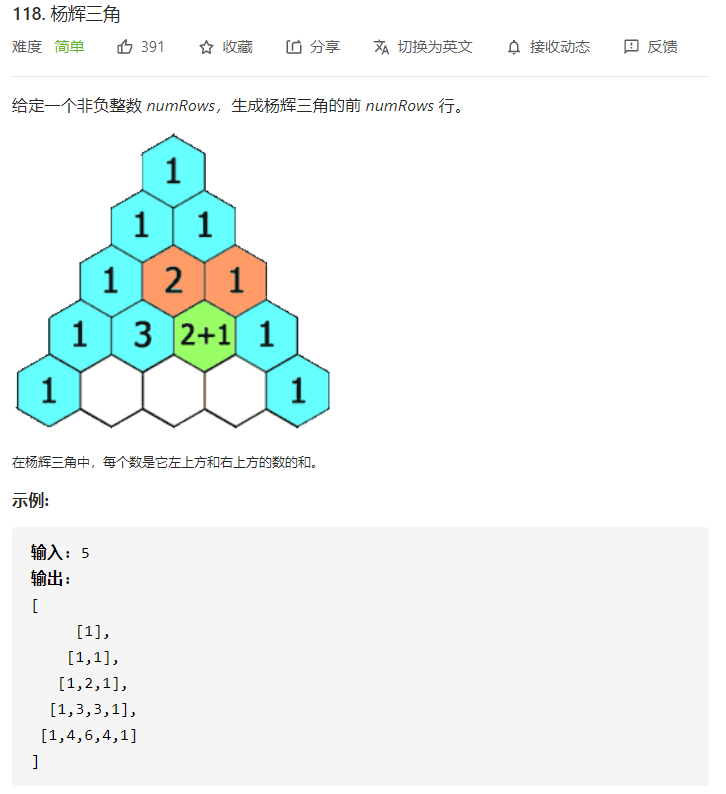 118. 杨辉三角
难度 简单 391 收藏 分享 切换为英文 接收动态 反馈
给定一个非负整数 numRows，生成杨辉三角的前 numRows 行。
1
1 1
1 2 1
1 3 2+1 1
1 1
在杨辉三角中，每个数是它左上方和右上方的数的和。
示例:
输入: 5
输出:
[
[1],
[1,1],
[1,2,1],
[1,3,3,1],
[1,4,6,4,1]
]